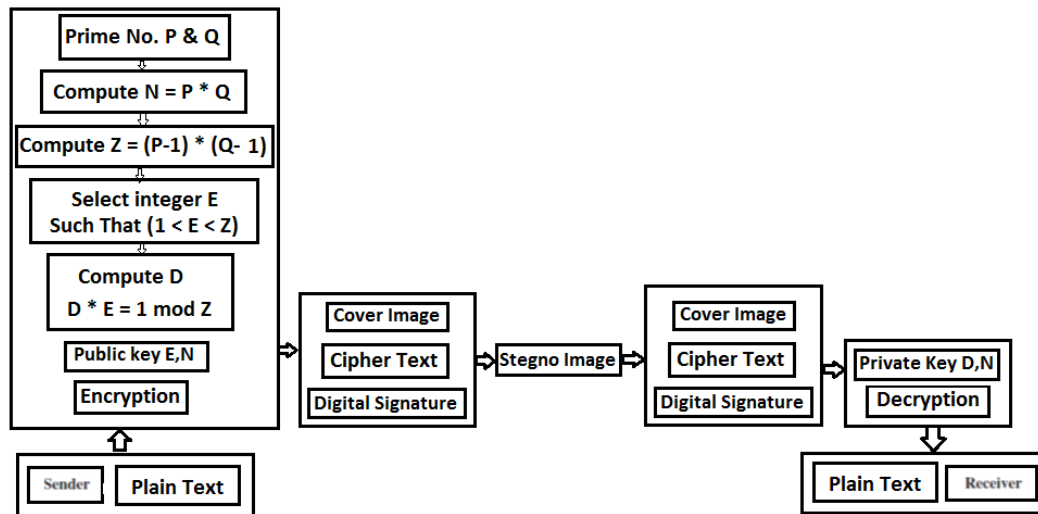 Prime No. P & Q
Compute N = P * Q
Compute Z = (P-1) * (Q- 1)
Select integer E
Such That (1 < E < Z)
Compute D
D * E = 1 mod Z
Public key E,N
Encryption
Sender
Plain Text
Cover Image
Cipher Text
Digital Signature
Stegno Image
Cover Image
Cipher Text
Digital Signature
Private Key D,N
Decryption
Plain Text
Receiver